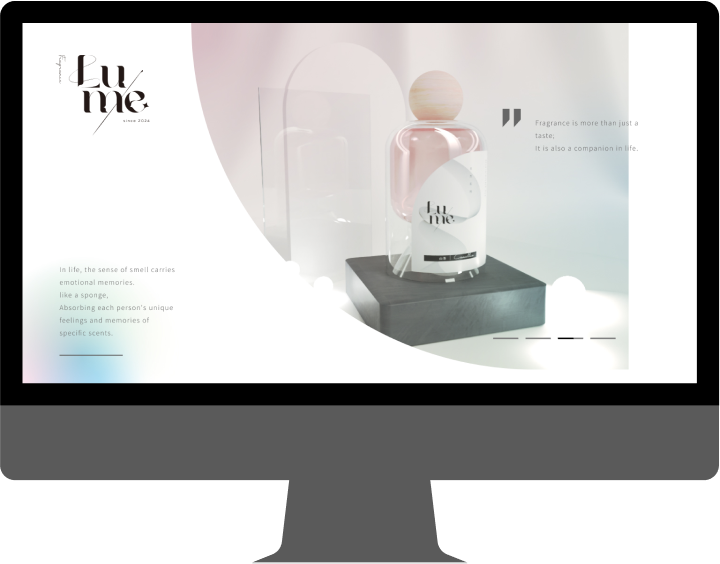 Fragrance
Lu
me
since 2024
Fragrance is more than just a
taste,
It is also a companion in life.
Lu
me
In life, the sense of smell carries
emotional memories.
like a sponge,
Absorbing each person's unique
feelings and memories of
specific scents.